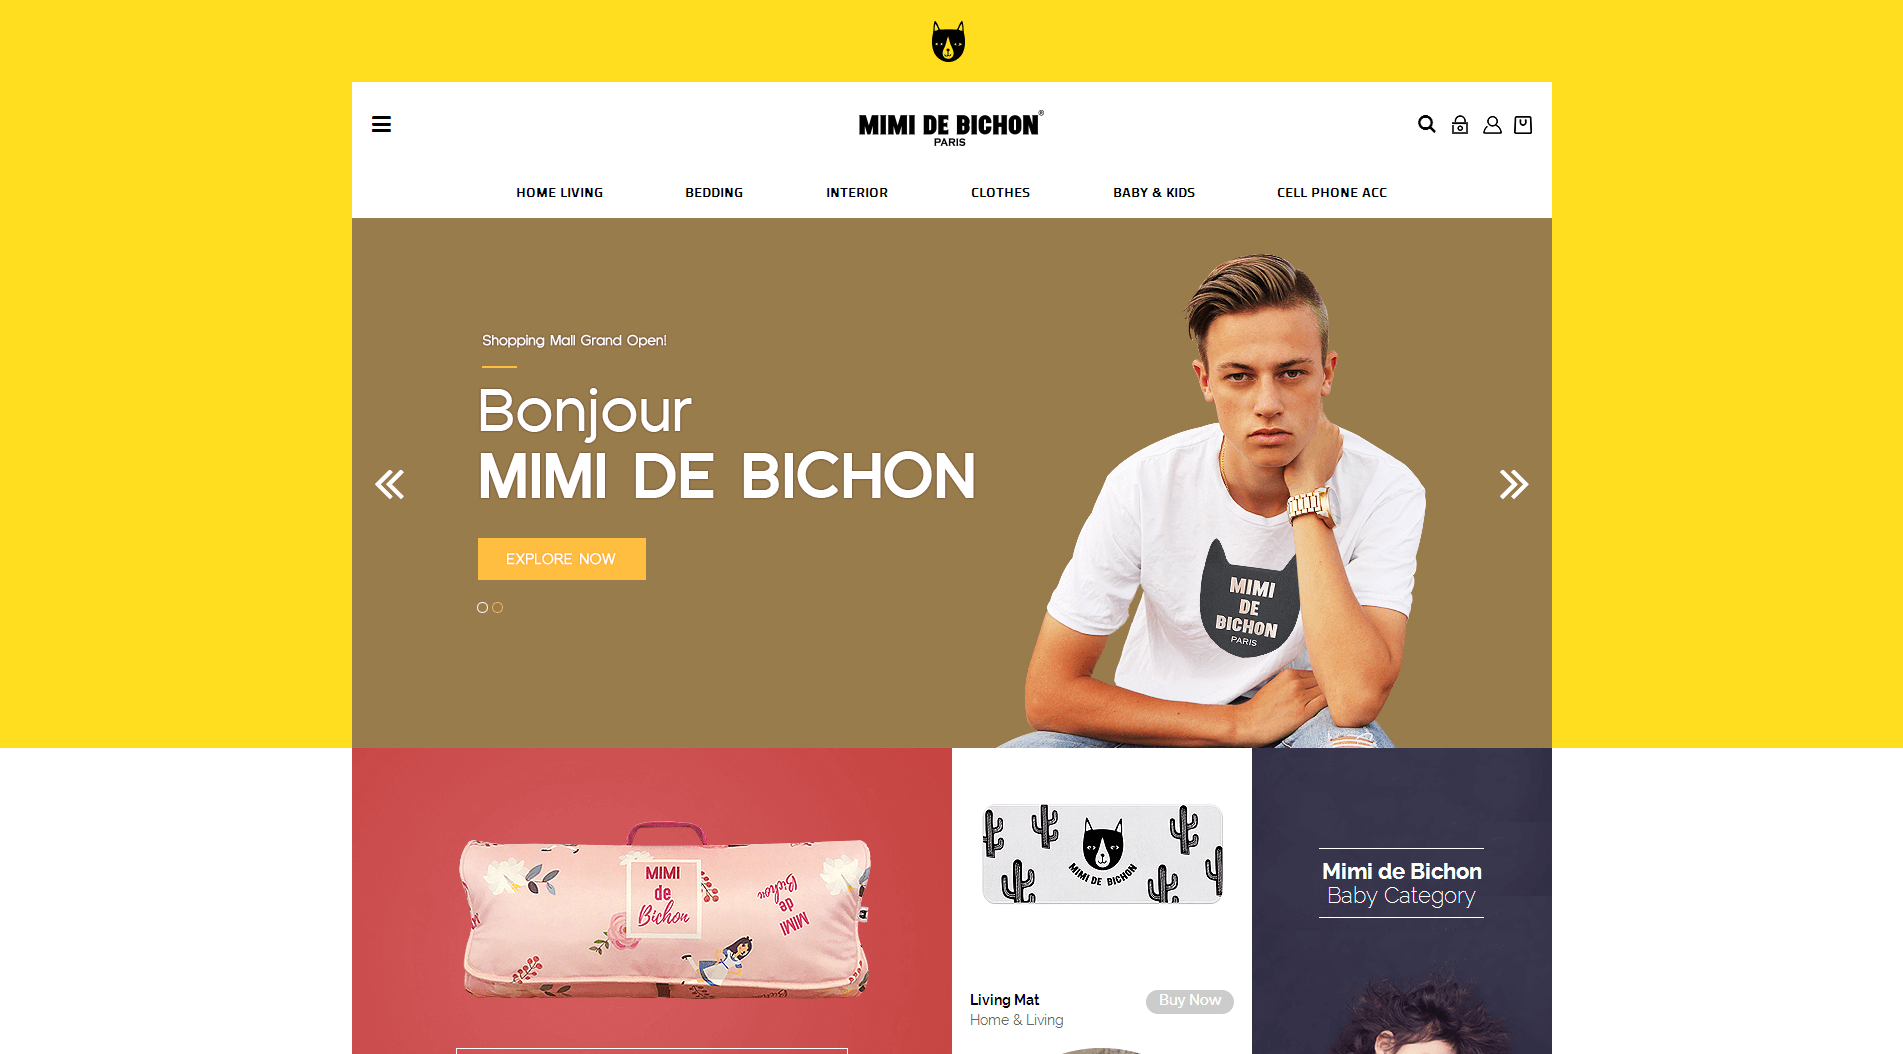 MIMI DE BICHON®
PARIS
HOME LIVING BEDDING INTERIOR CLOTHES BABY & KIDS CELL PHONE ACC
Shopping Mall Grand Open!
Bonjour
MIMI DE BICHON
EXPLORE NOW
MIMI
DE
BICHON
PARIS
MIMI
de
Bichon
MIMI
de
Bichon
MIMI DE BICHON
Living Mat
Buy Now
Home & Living
Mimi de Bichon
Baby Category